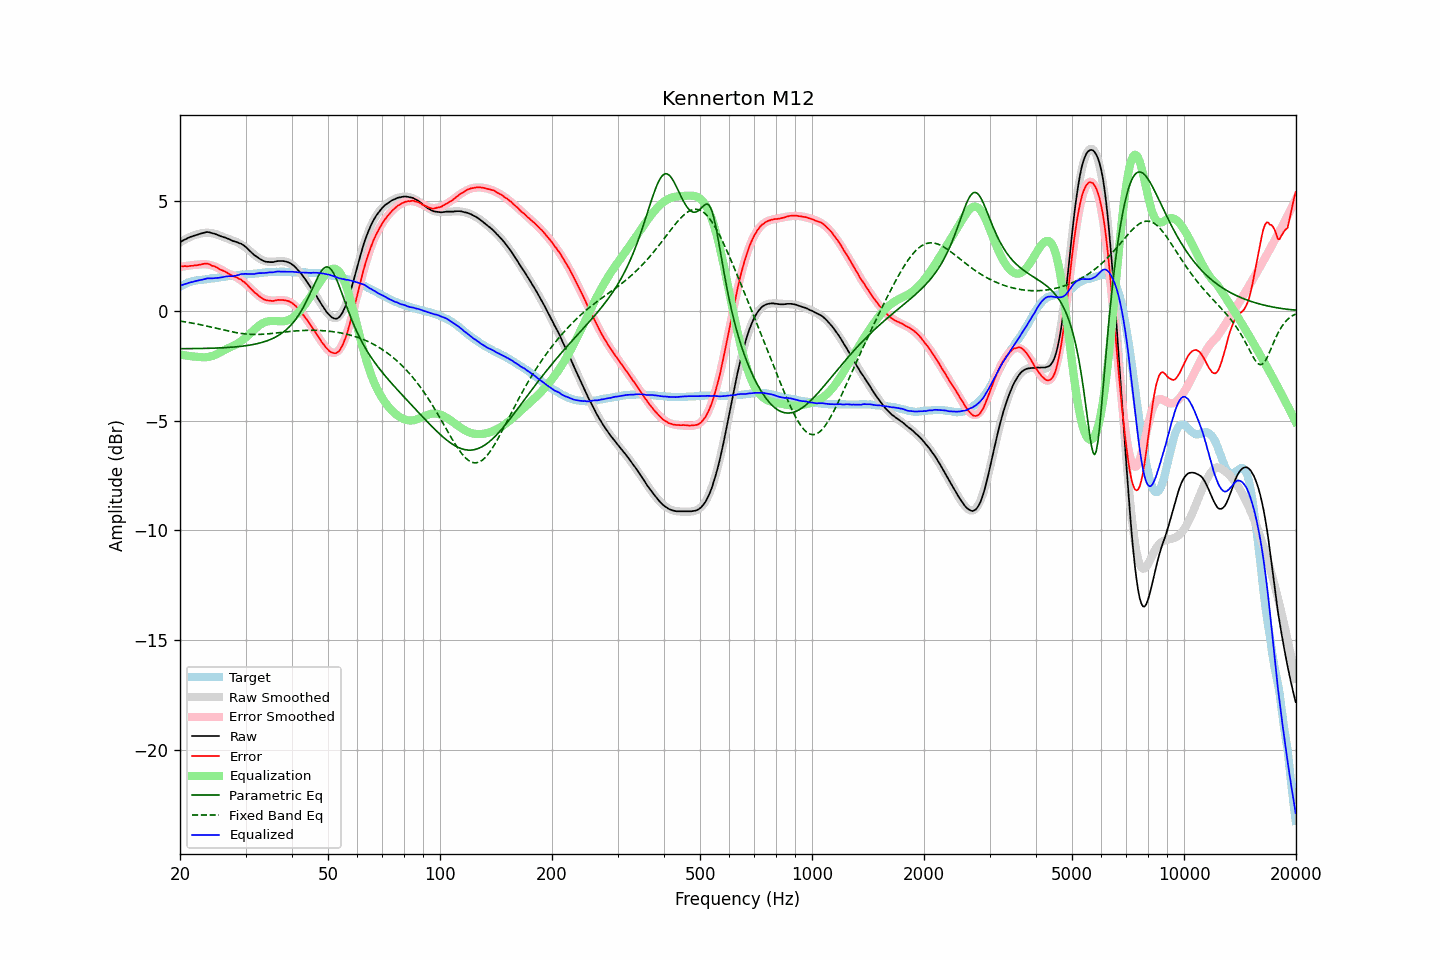 Kennerton M12
Amplitude (dBr)
5
0
−5
−10
−15
−20
Target
Raw Smoothed
Error Smoothed
Raw
Error
Equalization
Parametric Eq
Fixed Band Eq
Equalized
20 50 100 200 500 1000 2000 5000 10000 20000
Frequency (Hz)